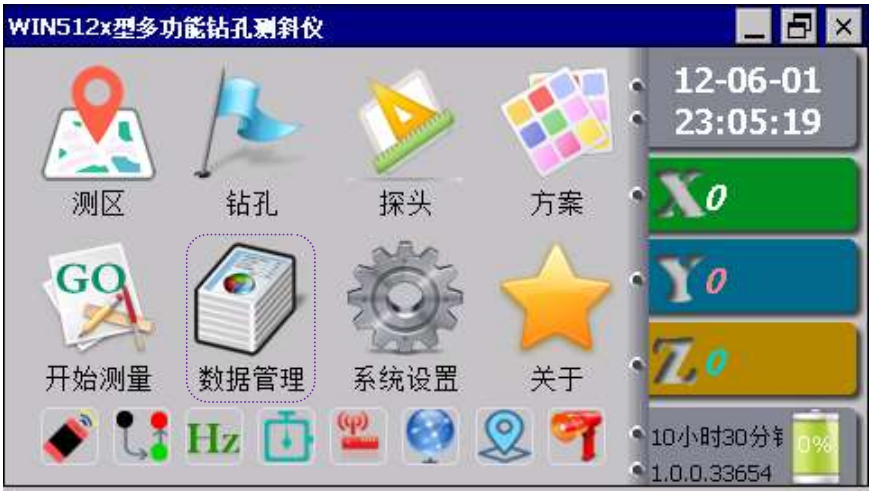 WIN512x型多功能钻孔测斜仪
12-06-01
23:05:19
测区 钻孔 探头 方案
X 0
GO
Y 0
开始测量 数据管理 系统设置 关于
Z 0
Hz
10小时30分
0%
1.0.0.33654